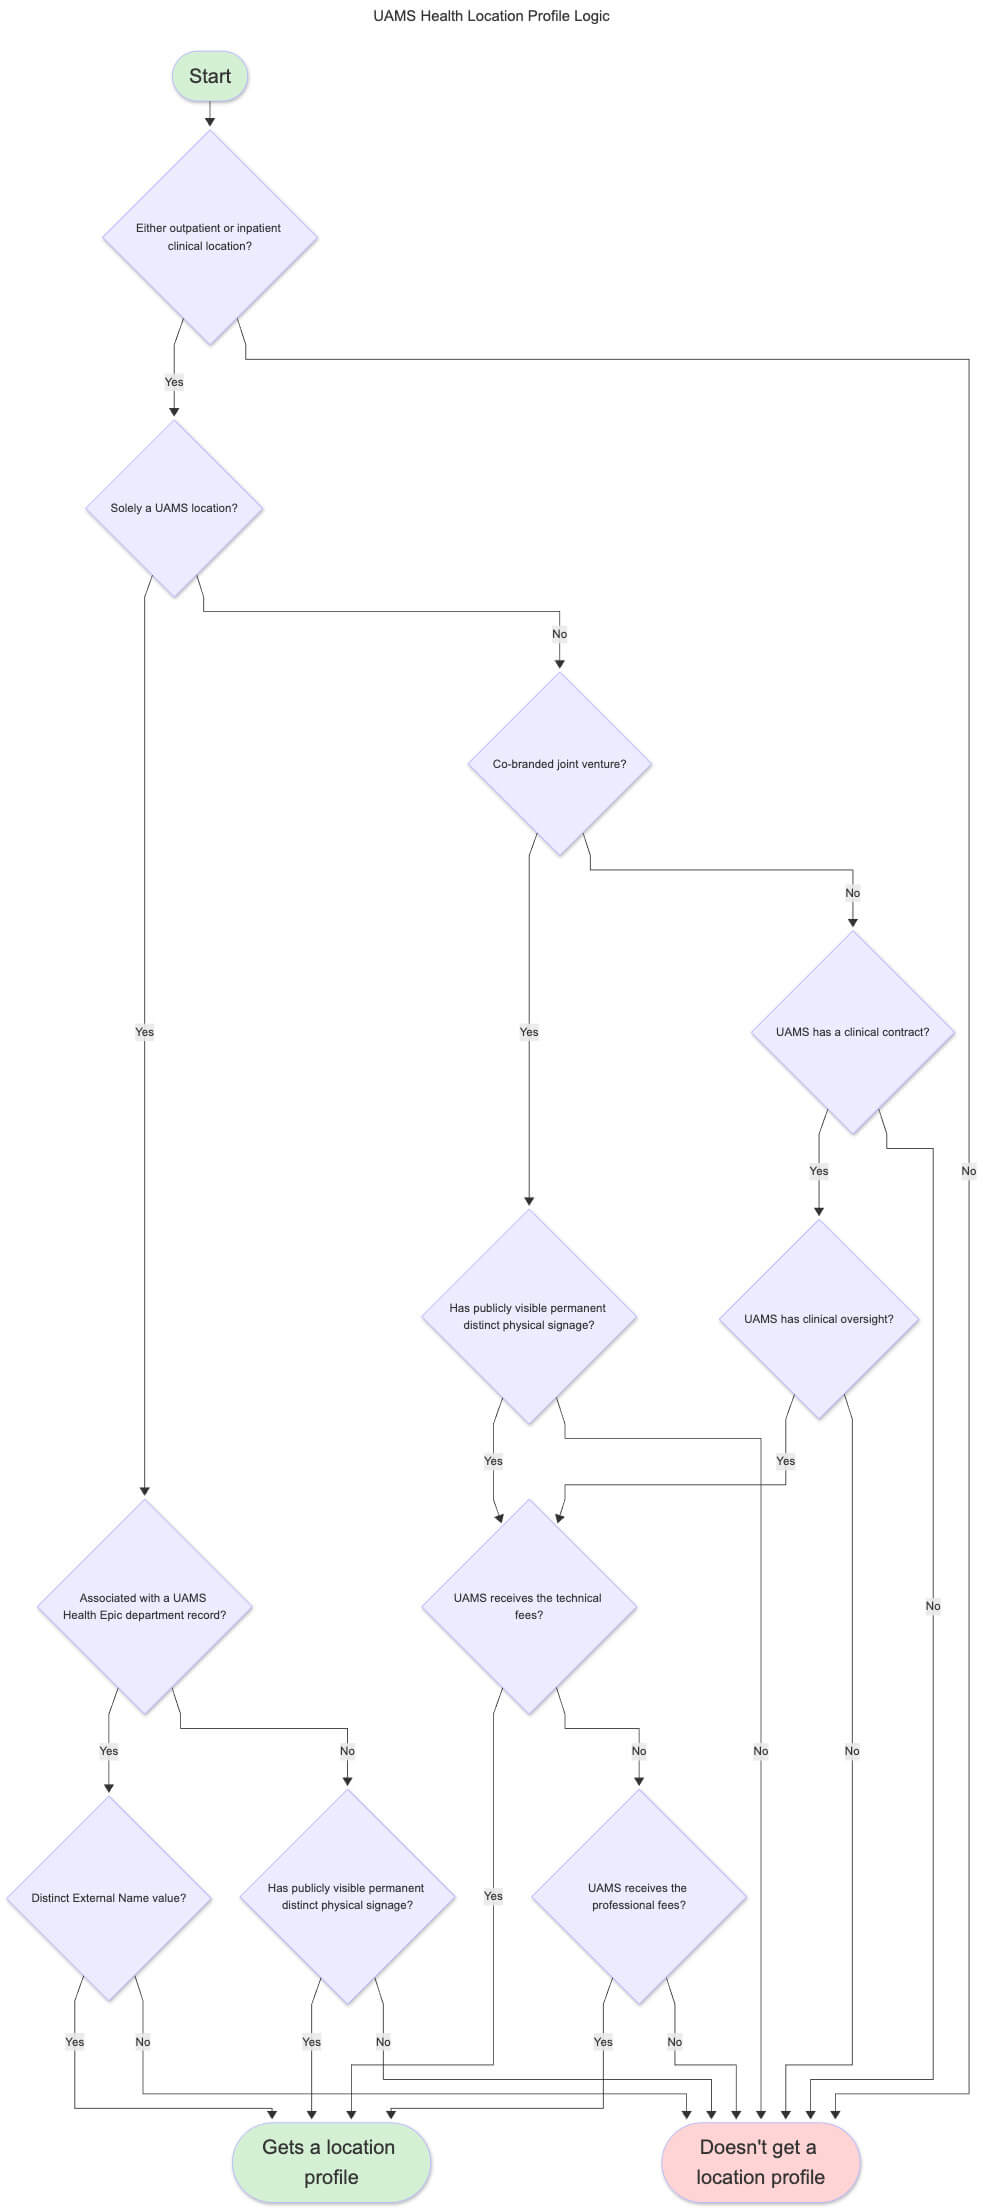 UAMS Health Location Profile Logic
Start
Either outpatient or inpatient
clinical location?
Yes
Solely a UAMS location?
No
Co-branded joint venture?
No
Yes
Yes
UAMS has a clinical contract?
Yes
No
Has publicly visible permanent
distinct physical signage?
UAMS has clinical oversight?
Yes
Yes
Associated with a UAMS
Health Epic department record?
UAMS receives the technical
fees?
No
Yes
No
No
No
No
Distinct External Name value?
Has publicly visible permanent
distinct physical signage?
Yes
UAMS receives the
professional fees?
Yes
No
Yes
No
Yes
No
Gets a location
profile
Doesn't get a
location profile